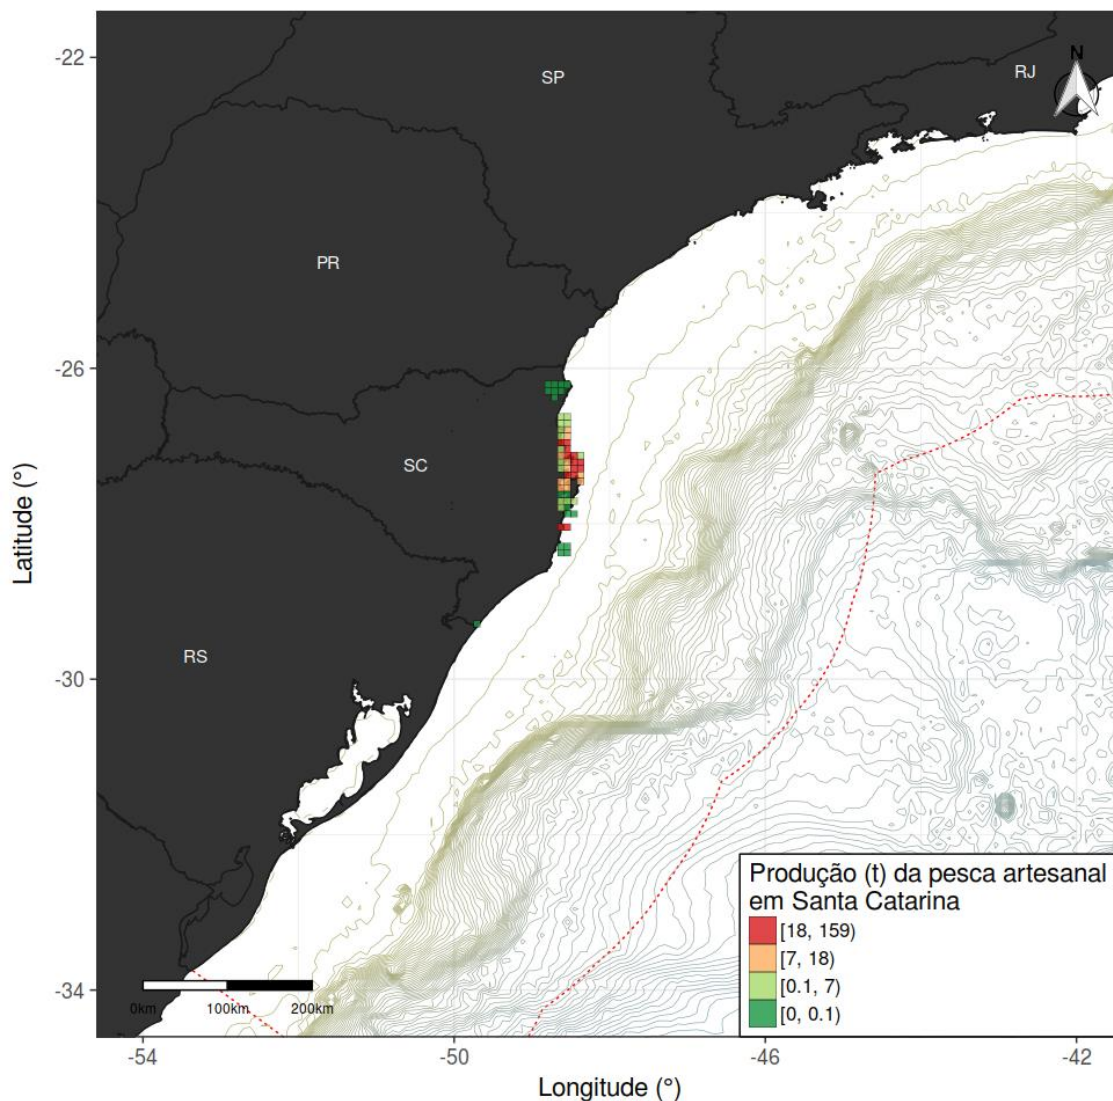 N
-22
SP
RJ
PR
-26
SC
Latitude (°)
RS
-30
Produção (t) da pesca artesanal
em Santa Catarina
[18, 159)
[7, 18)
[0.1, 7)
[0, 0.1)
-34
0km 100km 200km
-54 -50 -46 -42
Longitude (°)